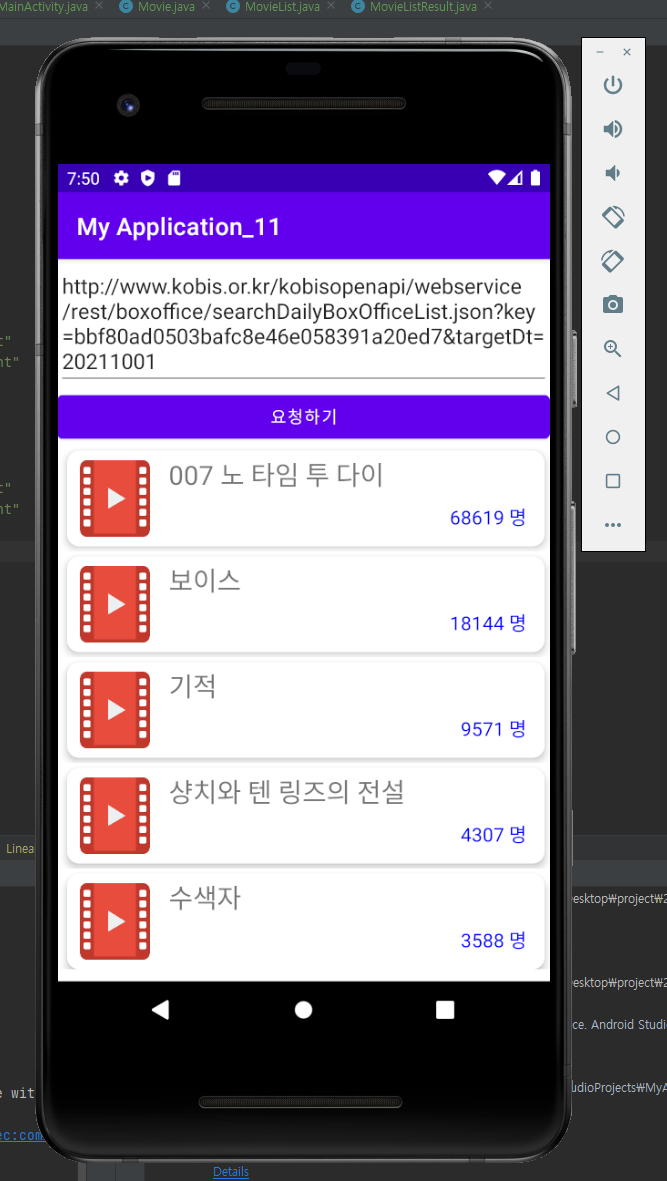 MainActivity.java
Movie.java
MovieList.java
MovieListResult.java
7:50
My Application_11
http://www.kobis.or.kr/kobisopenapi/webservice
/rest/boxoffice/searchDailyBoxOfficeList.json?key
=bbf80ad0503bafc8e46e058391a20ed7&targetDt=
20211001
요청하기
007 노 타임 투 다이
68619 명
보이스
18144 명
기적
9571 명
샹치와 텐 링즈의 전설
4307 명
수색자
3588 명
t"
nt"
t"
nt"
Linea
esktop₩project₩2
esktop₩project₩2
ce. Android Studi
udioProjects₩MyA
e wit
ec:com
Details